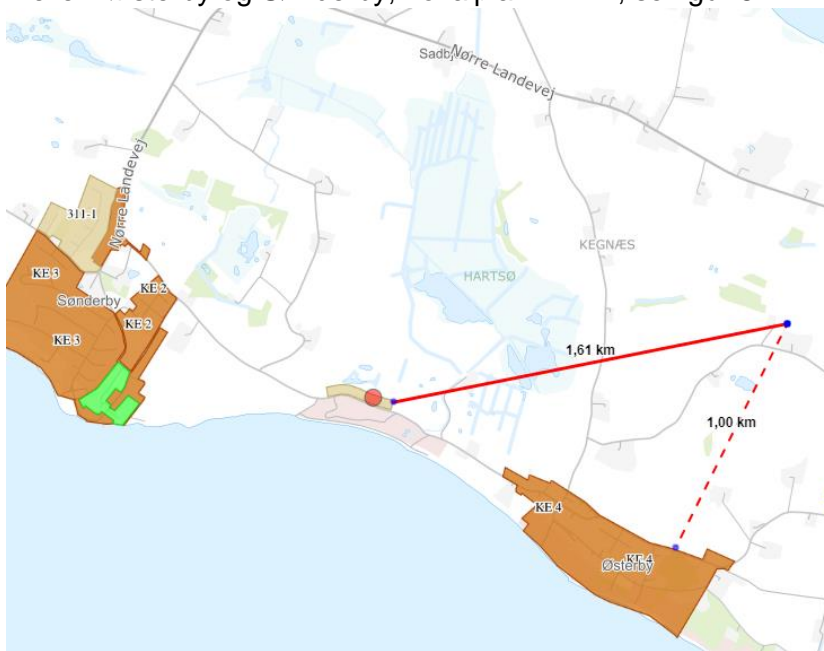 Sadbj
Nørre Landevej
Nørre Landevej
311-1
KE 3
KE 2
Sønderby
KE 2
KE 3
KEGNÆS
HARTSØ
1,61 km
1,00 km
KE 4
KE 4
Østerby